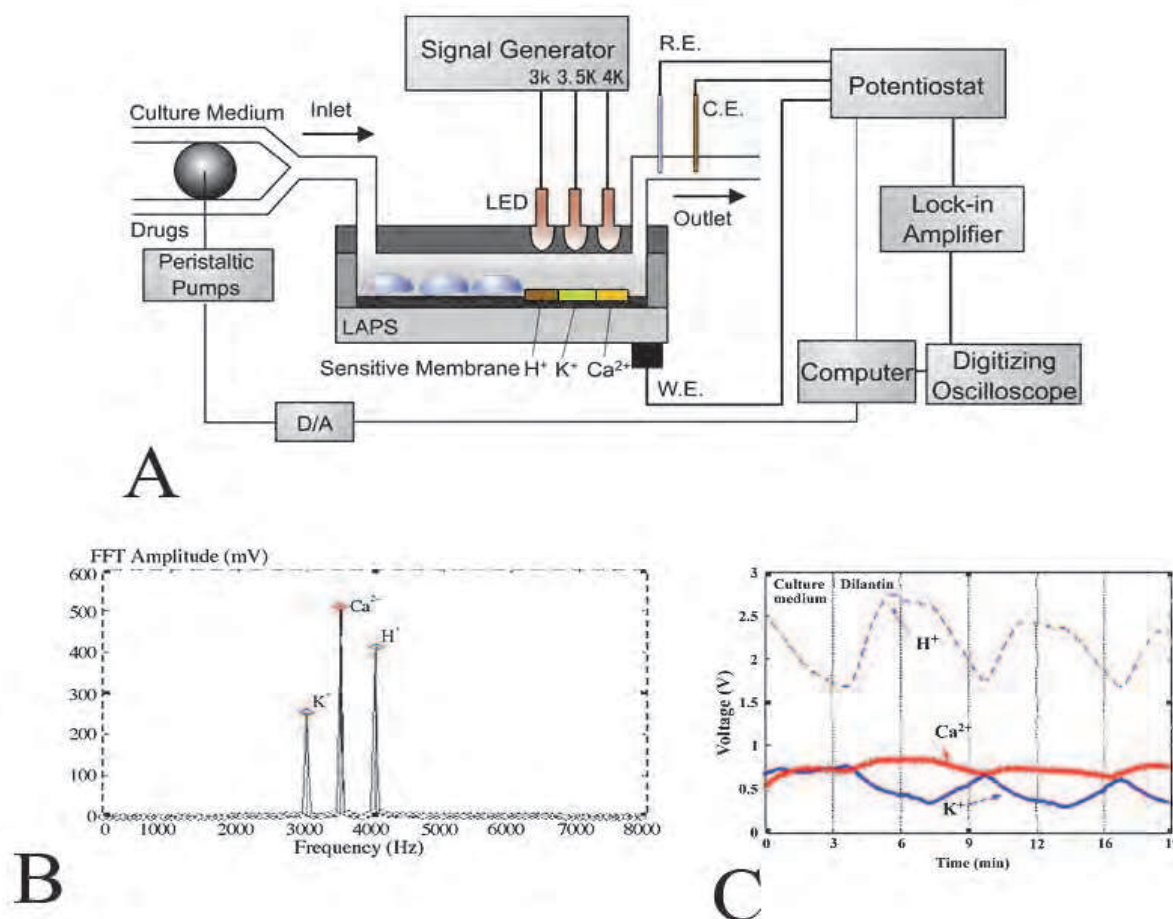 Signal Generator
3k 3.5K 4K
R.E.
C.E.
Potentiostat
Culture Medium
Inlet
LED
Outlet
Lock-in
Amplifier
Drugs
Peristaltic
Pumps
LAPS
Sensitive Membrane H⁺ K⁺ Ca²⁺
W.E.
Computer
Digitizing
Oscilloscope
D/A
A
FFT Amplitude (mV)
600
500
400
300
200
100
0
Ca²⁻
H⁺
K⁺
0 1000 2000 3000 4000 5000 6000 7000 8000
Frequency (Hz)
B
3
2.5
2
1.5
1
0.5
0
Voltage (V)
Culture
medium
Dilantin
H⁺
Ca²⁺
K⁺
0 3 6 9 12 16 1
Time (min)
C